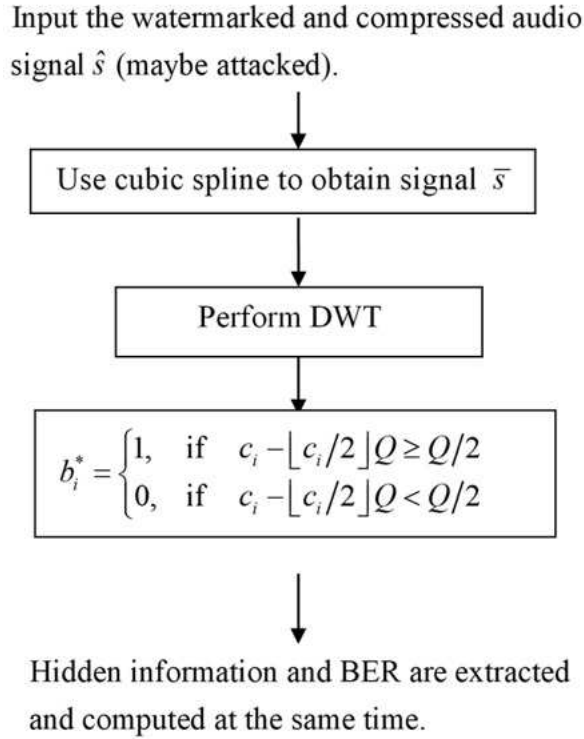 Input the watermarked and compressed audio
signal ŝ (maybe attacked).
Use cubic spline to obtain signal s̅
Perform DWT
b*ᵢ = {1, if cᵢ −⌊cᵢ/2⌋Q ≥ Q/2
0, if cᵢ −⌊cᵢ/2⌋Q < Q/2
Hidden information and BER are extracted
and computed at the same time.